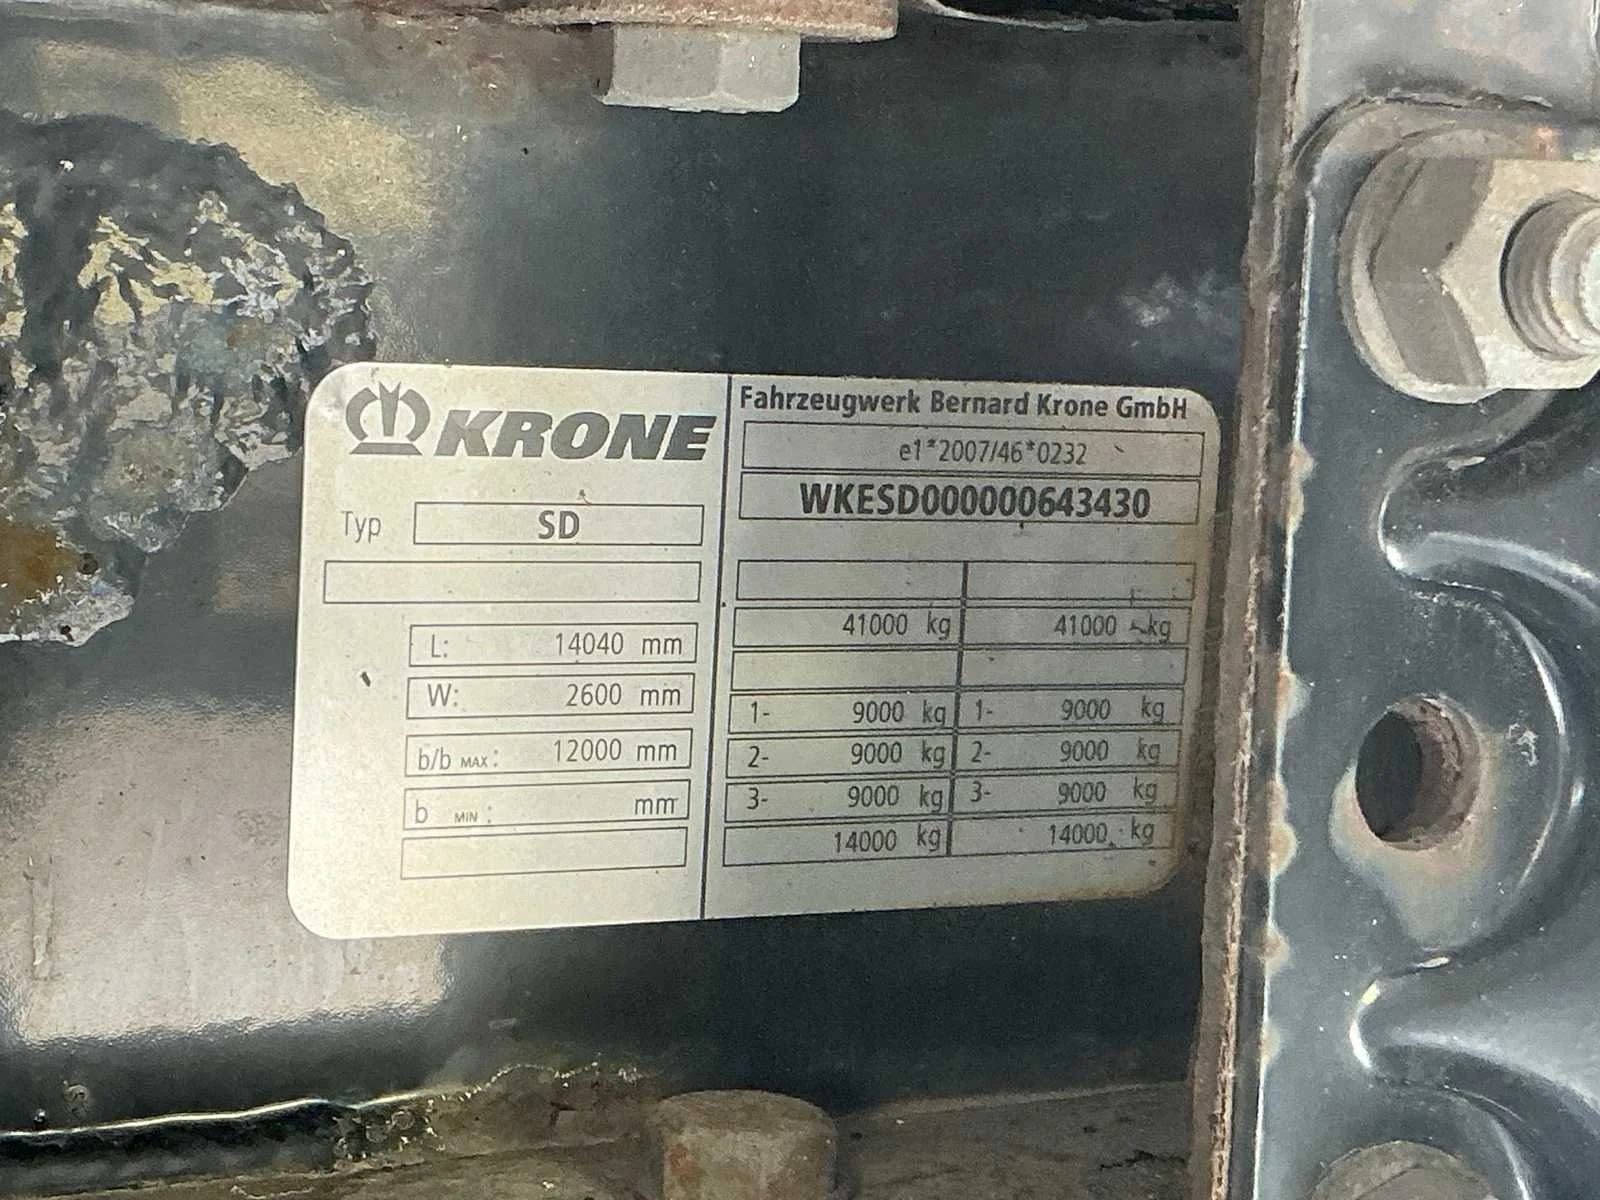 KRONE
Typ SD
L: 14040 mm
W: 2600 mm
b/b MAX: 12000 mm
b MIN: mm
Fahrzeugwerk Bernard Krone GmbH
e1*2007/46*0232
WKESD000000643430
41000 kg 41000 kg
1- 9000 kg 1- 9000 kg
2- 9000 kg 2- 9000 kg
3- 9000 kg 3- 9000 kg
14000 kg 14000 kg